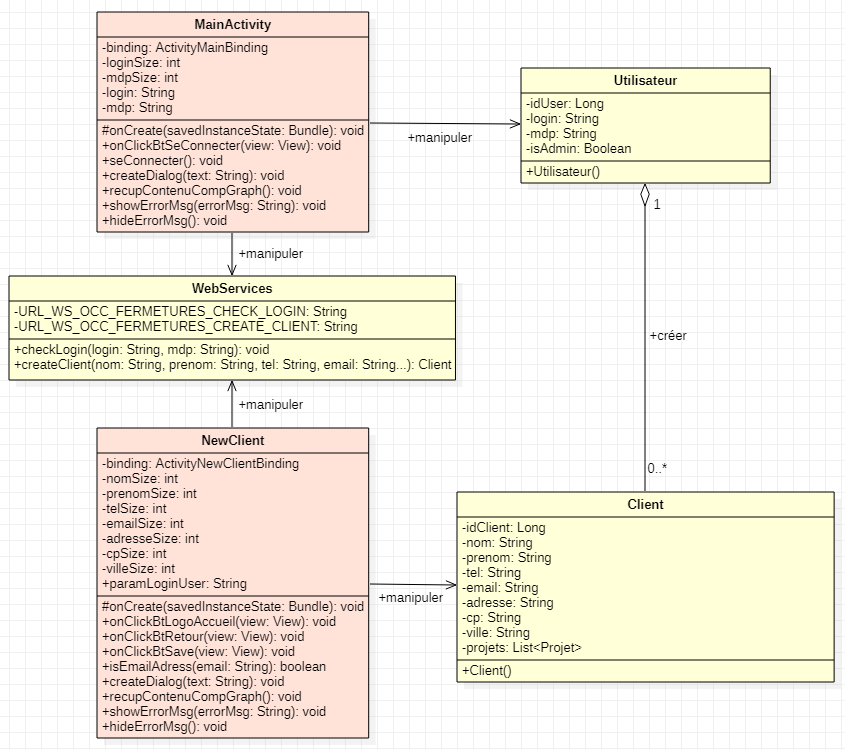 MainActivity
-binding: ActivityMainBinding
-loginSize: int
-mdpSize: int
-login: String
-mdp: String
#onCreate(savedInstanceState: Bundle): void
+onClickBtSeConnecter(view: View): void
+seConnecter(): void
+createDialog(text: String): void
+recupContenuCompGraph(): void
+showErrorMsg(errorMsg: String): void
+hideErrorMsg(): void
+manipuler
Utilisateur
-idUser: Long
-login: String
-mdp: String
-isAdmin: Boolean
+Utilisateur()
1
+manipuler
WebServices
-URL_WS_OCC_FERMETURES_CHECK_LOGIN: String
-URL_WS_OCC_FERMETURES_CREATE_CLIENT: String
+checkLogin(login: String, mdp: String): void
+createClient(nom: String, prenom: String, tel: String, email: String...): Client
+créer
+manipuler
NewClient
-binding: ActivityNewClientBinding
-nomSize: int
-prenomSize: int
-telSize: int
-emailSize: int
-adresseSize: int
-cpSize: int
-villeSize: int
+paramLoginUser: String
#onCreate(savedInstanceState: Bundle): void
+onClickBtLogoAccueil(view: View): void
+onClickBtRetour(view: View): void
+onClickBtSave(view: View): void
+isEmailAdress(email: String): boolean
+createDialog(text: String): void
+recupContenuCompGraph(): void
+showErrorMsg(errorMsg: String): void
+hideErrorMsg(): void
+manipuler
0..*
Client
-idClient: Long
-nom: String
-prenom: String
-tel: String
-email: String
-adresse: String
-cp: String
-ville: String
-projets: List<Projet>
+Client()